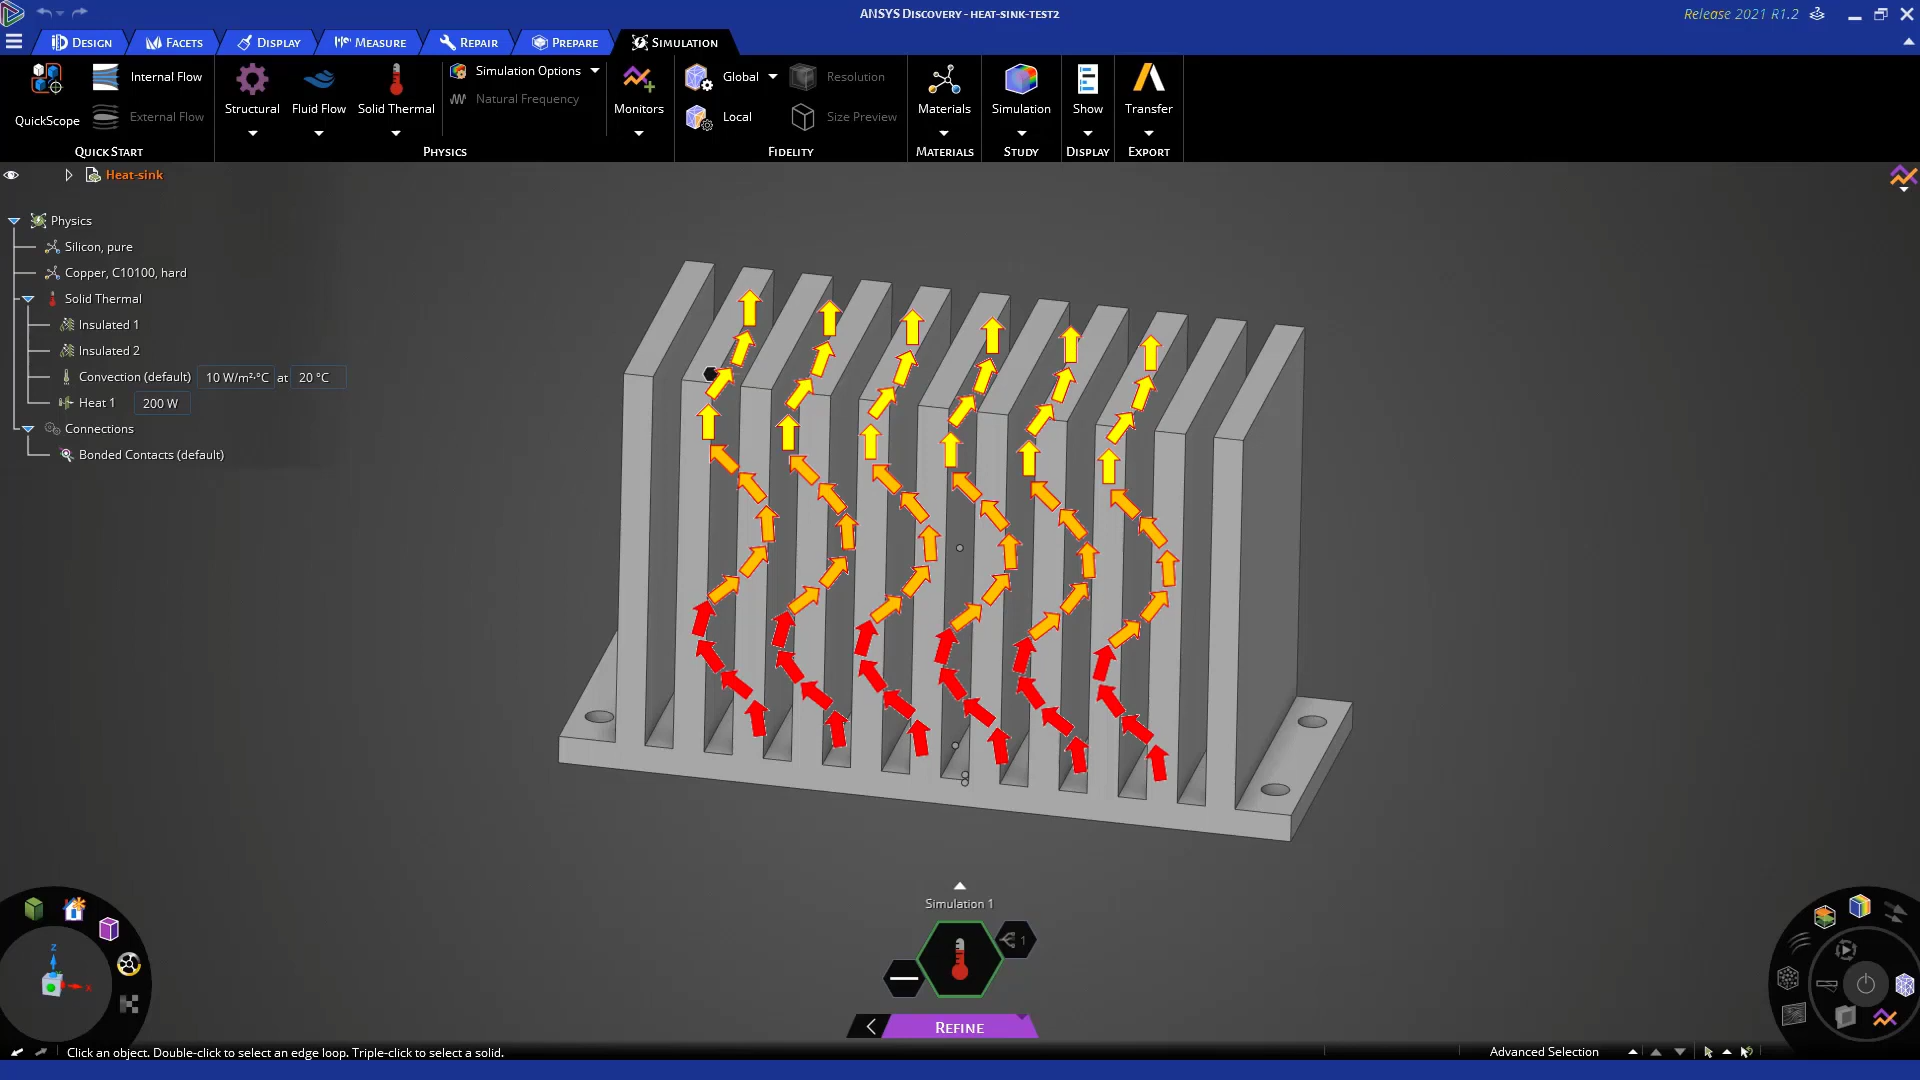 ANSYS Discovery - heat-sink-test2
Release 2021 R1.2
Design
Facets
Display
Measure
Repair
Prepare
Simulation
QuickScope
Internal Flow
External Flow
Quick Start
Structural
Fluid Flow
Solid Thermal
Simulation Options
Natural Frequency
Monitors
Physics
Global
Local
Resolution
Size Preview
Fidelity
Materials
Materials
Simulation
Study
Show
Display
Transfer
Export
Heat-sink
Physics
Silicon, pure
Copper, C10100, hard
Solid Thermal
Insulated 1
Insulated 2
Convection (default) 10 W/m²·°C at 20 °C
Heat 1 200 W
Connections
Bonded Contacts (default)
Simulation 1
1
Refine
Z
X
Click an object. Double-click to select an edge loop. Triple-click to select a solid.
Advanced Selection